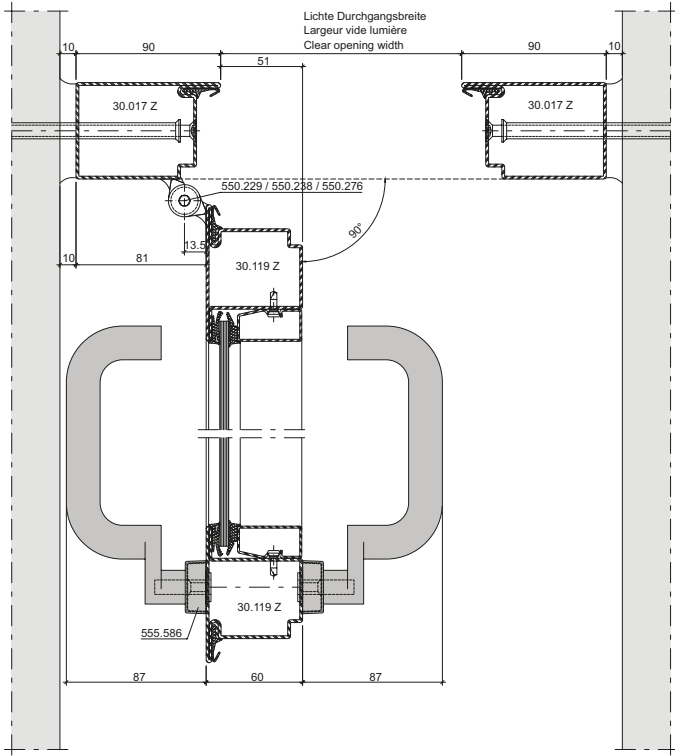 Lichte Durchgangsbreite
Largeur vide lumière
Clear opening width
10
90
90
10
51
30.017 Z
30.017 Z
550.229 / 550.238 / 550.276
90°
13.5
10
81
30.119 Z
30.119 Z
555.586
87
60
87